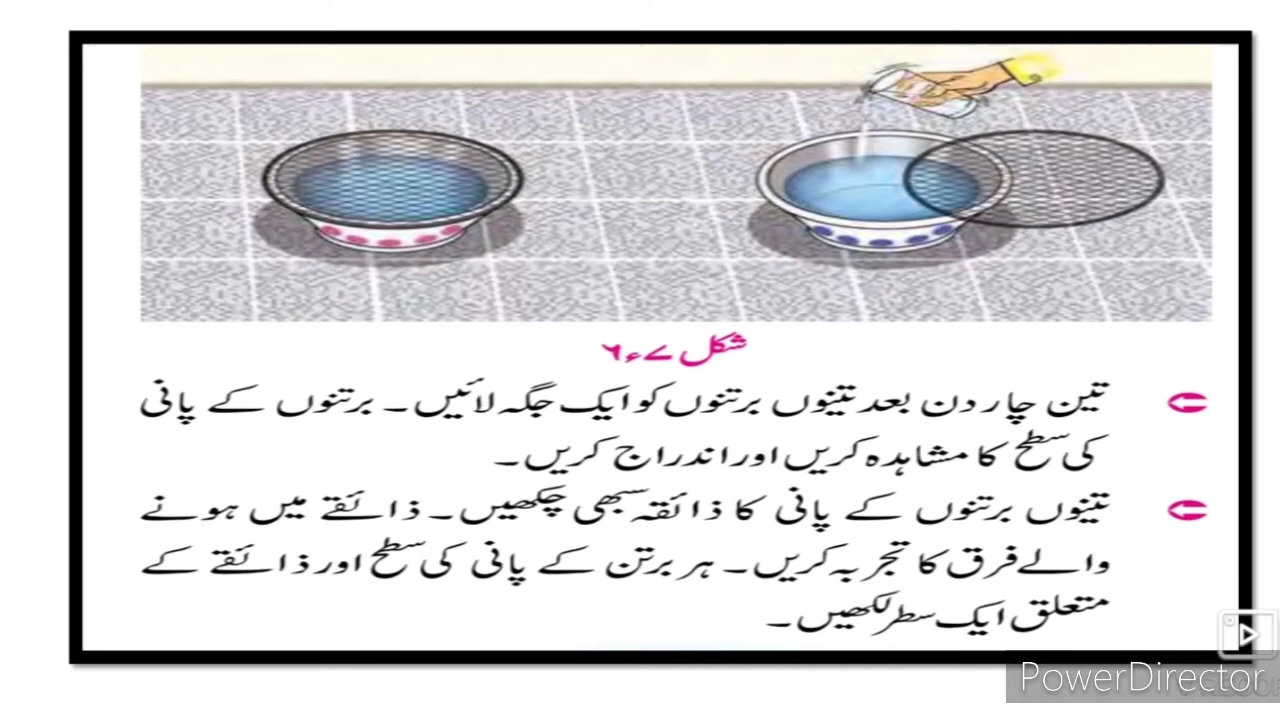 شکل ۷ء۶
تین چار دن بعد تینوں برتنوں کو ایک جگہ لائیں۔ برتنوں کے پانی
کی سطح کا مشاہدہ کریں اور اندراج کریں۔
تینوں برتنوں کے پانی کا ذائقہ سبھی چکھیں۔ ذائقے میں ہونے
والے فرق کا تجربہ کریں۔ ہر برتن کے پانی کی سطح اور ذائقے کے
متعلق ایک سطر لکھیں۔
PowerDirector